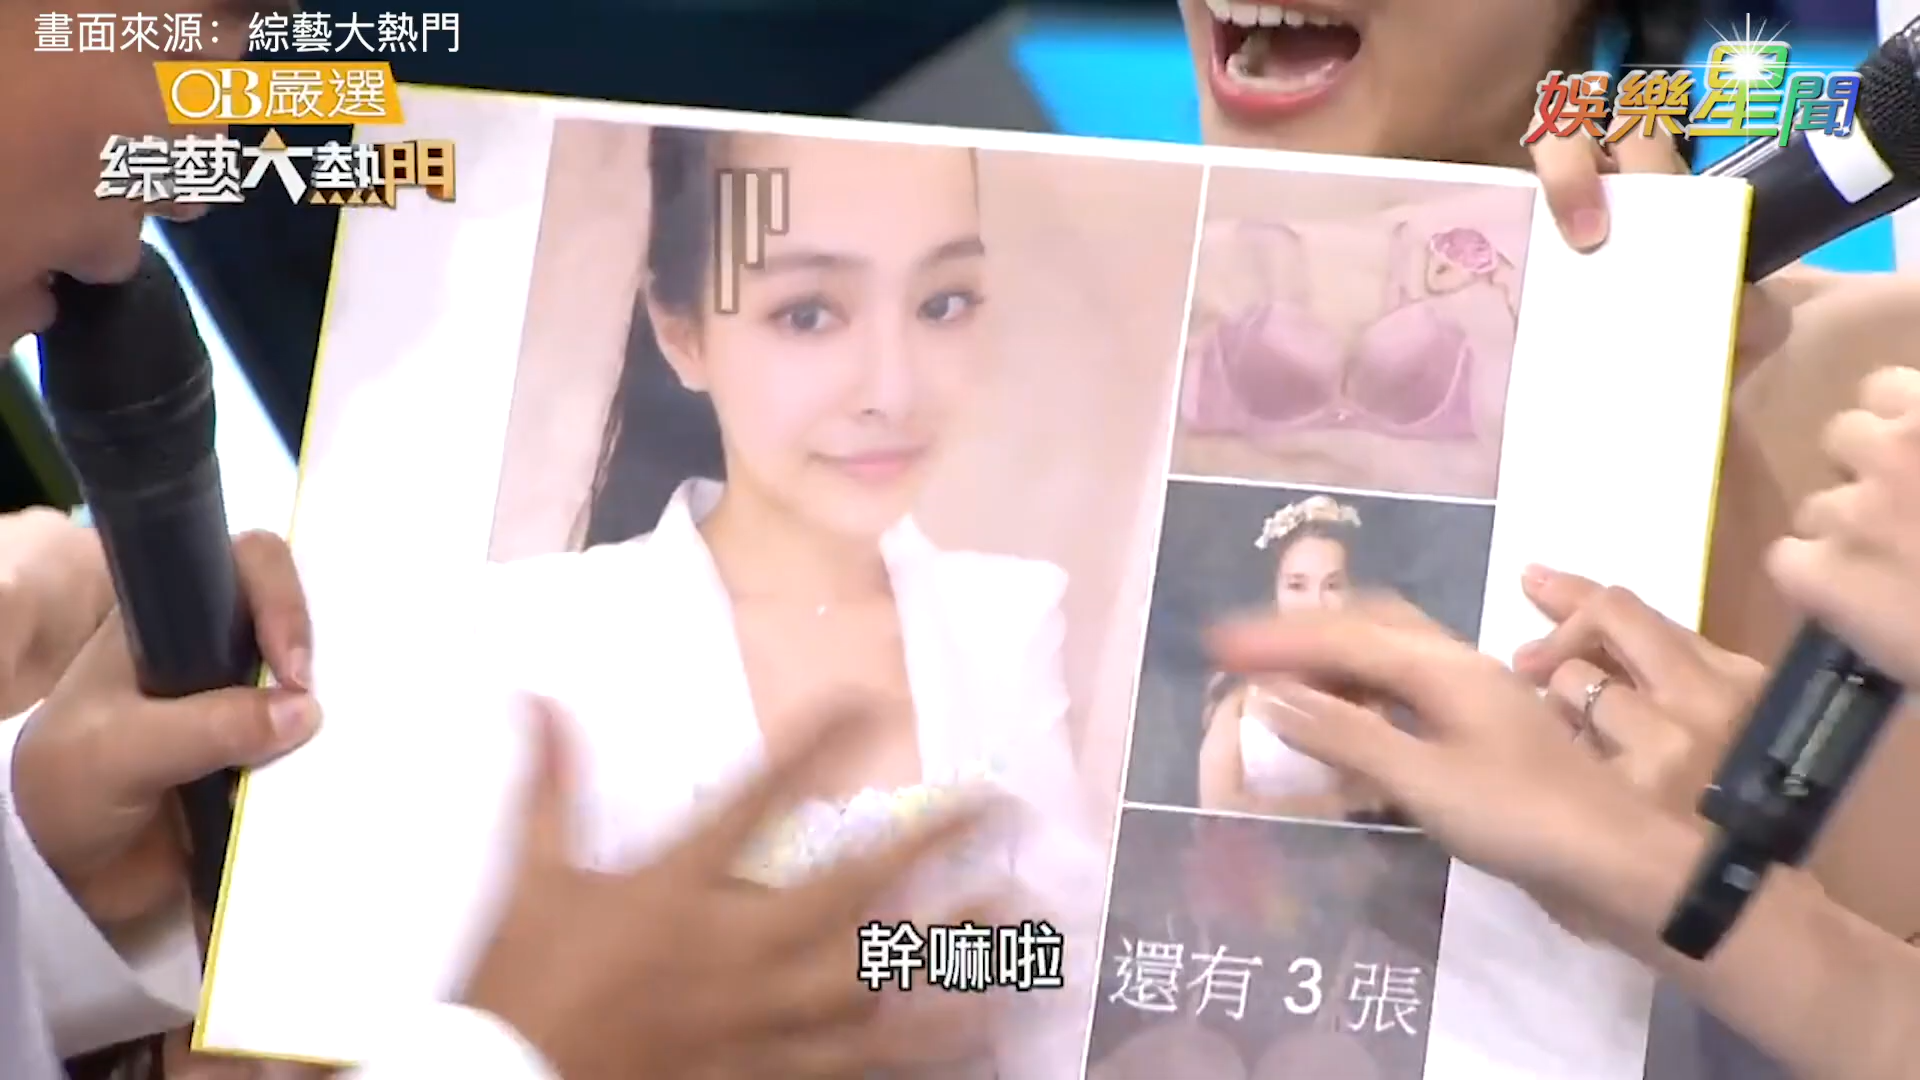 畫面來源：綜藝大熱門
OB嚴選
綜藝大熱門
娛樂星聞
幹嘛啦
還有 3 張